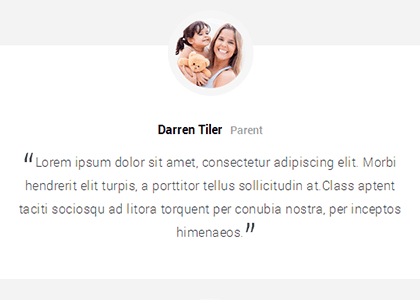 Darren Tiler Parent
“Lorem ipsum dolor sit amet, consectetur adipiscing elit. Morbi
hendrerit elit turpis, a porttitor tellus sollicitudin at.Class aptent
taciti sociosqu ad litora torquent per conubia nostra, per inceptos
himenaeos.”